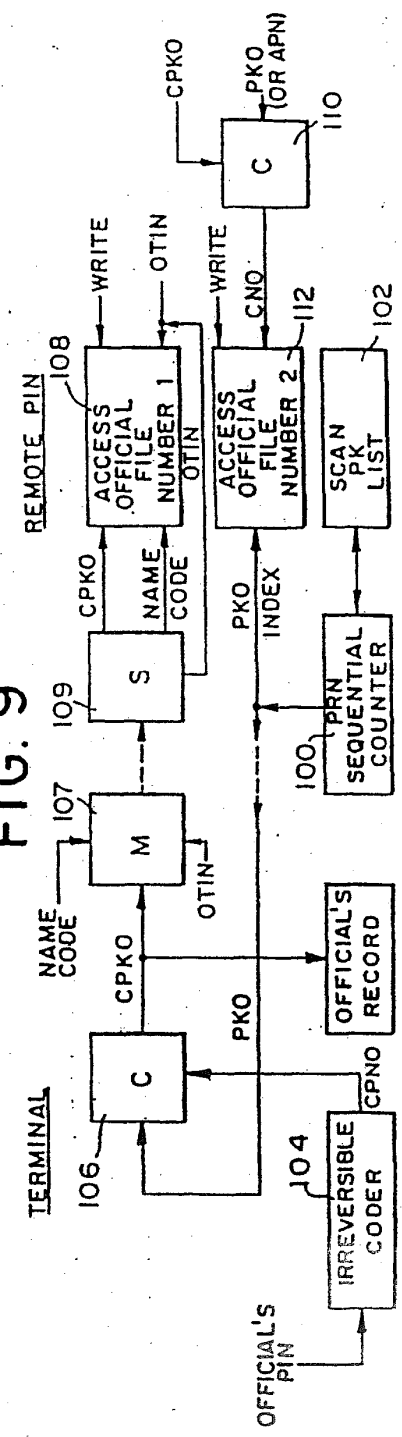 FIG. 9
TERMINAL
REMOTE PIN
OFFICIAL'S
PIN
104
IRREVERSIBLE
CODER
CPNO
106
C
CPKO
OFFICIAL'S
RECORD
NAME
CODE
107
M
OTIN
PKO
109
S
CPKO
NAME
CODE
OTIN
108
ACCESS
OFFICIAL
FILE
NUMBER 1
WRITE
OTIN
PKO
INDEX
ACCESS
OFFICIAL
FILE
NUMBER 2
112
WRITE
CNO
C
110
CPKO
PKO
(OR APN)
100
PRN
SEQUENTIAL
COUNTER
SCAN
PK
LIST
102